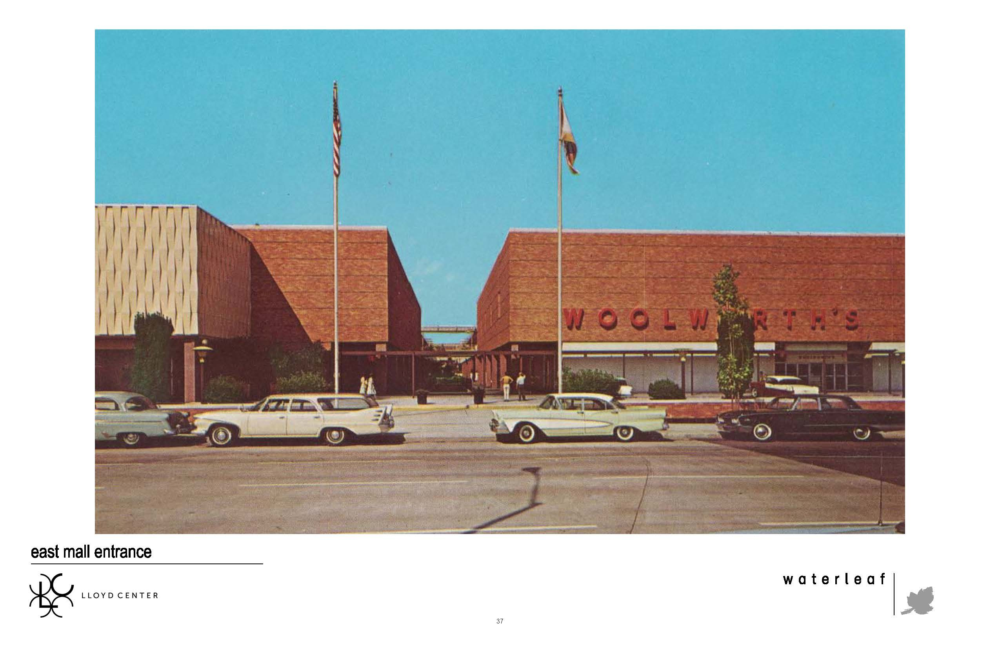 WOOLWORTH'S
east mall entrance
LLOYD CENTER
waterleaf
37